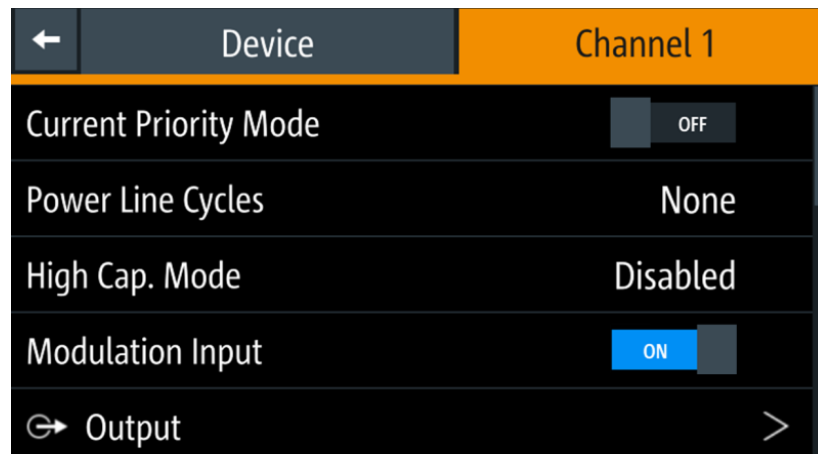 Device Channel 1
Current Priority Mode OFF
Power Line Cycles None
High Cap. Mode Disabled
Modulation Input ON
Output